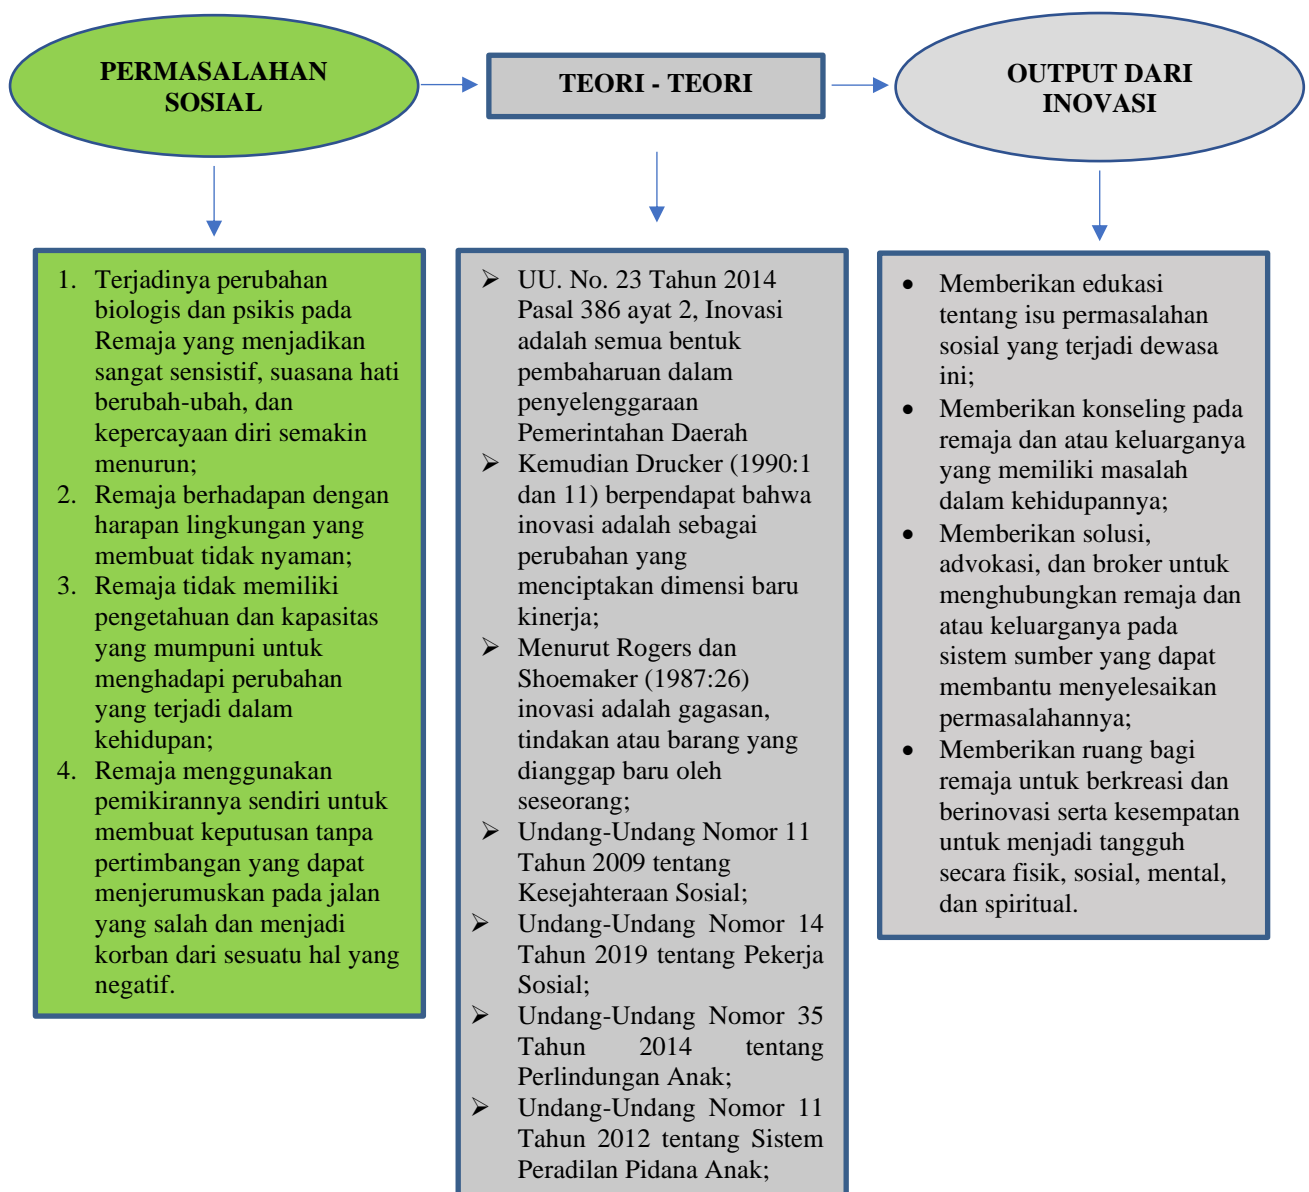 PERMASALAHAN
SOSIAL
TEORI - TEORI
OUTPUT DARI
INOVASI
1. Terjadinya perubahan
biologis dan psikis pada
Remaja yang menjadikan
sangat sensistif, suasana hati
berubah-ubah, dan
kepercayaan diri semakin
menurun;
2. Remaja berhadapan dengan
harapan lingkungan yang
membuat tidak nyaman;
3. Remaja tidak memiliki
pengetahuan dan kapasitas
yang mumpuni untuk
menghadapi perubahan
yang terjadi dalam
kehidupan;
4. Remaja menggunakan
pemikirannya sendiri untuk
membuat keputusan tanpa
pertimbangan yang dapat
menjerumuskan pada jalan
yang salah dan menjadi
korban dari sesuatu hal yang
negatif.
➢ UU. No. 23 Tahun 2014
Pasal 386 ayat 2, Inovasi
adalah semua bentuk
pembaharuan dalam
penyelenggaraan
Pemerintahan Daerah
➢ Kemudian Drucker (1990:1
dan 11) berpendapat bahwa
inovasi adalah sebagai
perubahan yang
menciptakan dimensi baru
kinerja;
➢ Menurut Rogers dan
Shoemaker (1987:26)
inovasi adalah gagasan,
tindakan atau barang yang
dianggap baru oleh
seseorang;
➢ Undang-Undang Nomor 11
Tahun 2009 tentang
Kesejahteraan Sosial;
➢ Undang-Undang Nomor 14
Tahun 2019 tentang Pekerja
Sosial;
➢ Undang-Undang Nomor 35
Tahun 2014 tentang
Perlindungan Anak;
➢ Undang-Undang Nomor 11
Tahun 2012 tentang Sistem
Peradilan Pidana Anak;
• Memberikan edukasi
tentang isu permasalahan
sosial yang terjadi dewasa
ini;
• Memberikan konseling pada
remaja dan atau keluarganya
yang memiliki masalah
dalam kehidupannya;
• Memberikan solusi,
advokasi, dan broker untuk
menghubungkan remaja dan
atau keluarganya pada
sistem sumber yang dapat
membantu menyelesaikan
permasalahannya;
• Memberikan ruang bagi
remaja untuk berkreasi dan
berinovasi serta kesempatan
untuk menjadi tangguh
secara fisik, sosial, mental,
dan spiritual.